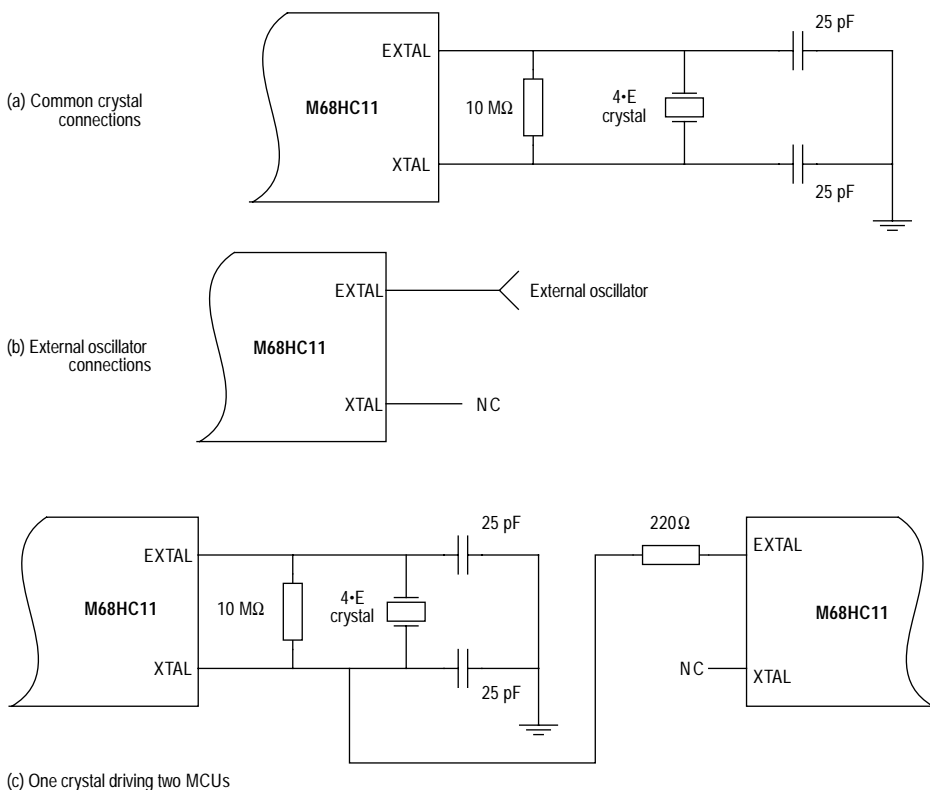 25 pF
EXTAL
(a) Common crystal
connections
M68HC11
10 MΩ
4•E
crystal
XTAL
25 pF
EXTAL
External oscillator
(b) External oscillator
connections
M68HC11
XTAL
NC
25 pF
220Ω
EXTAL
EXTAL
M68HC11
10 MΩ
4•E
crystal
M68HC11
XTAL
NC
XTAL
25 pF
(c) One crystal driving two MCUs